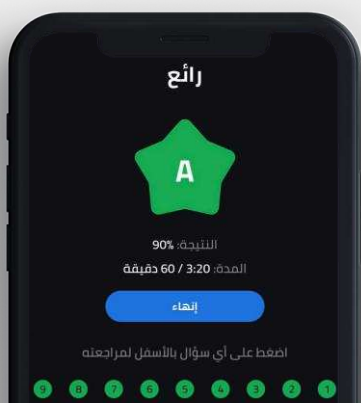 رائع
A
النتيجة: 90%
المدة: 3:20 / 60 دقيقة
إنهاء
اضغط على أي سؤال بالأسفل لمراجعته
1 2 3 4 5 6 7 8 9